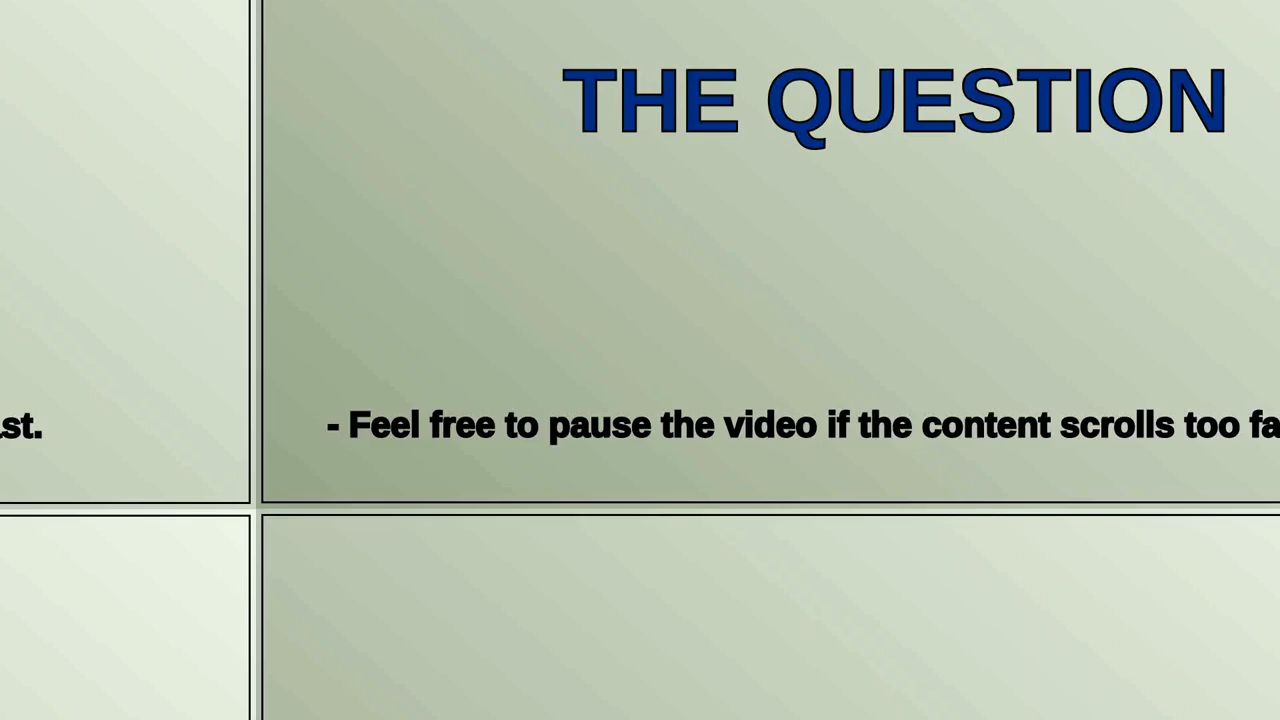 THE QUESTION
st.
- Feel free to pause the video if the content scrolls too fa